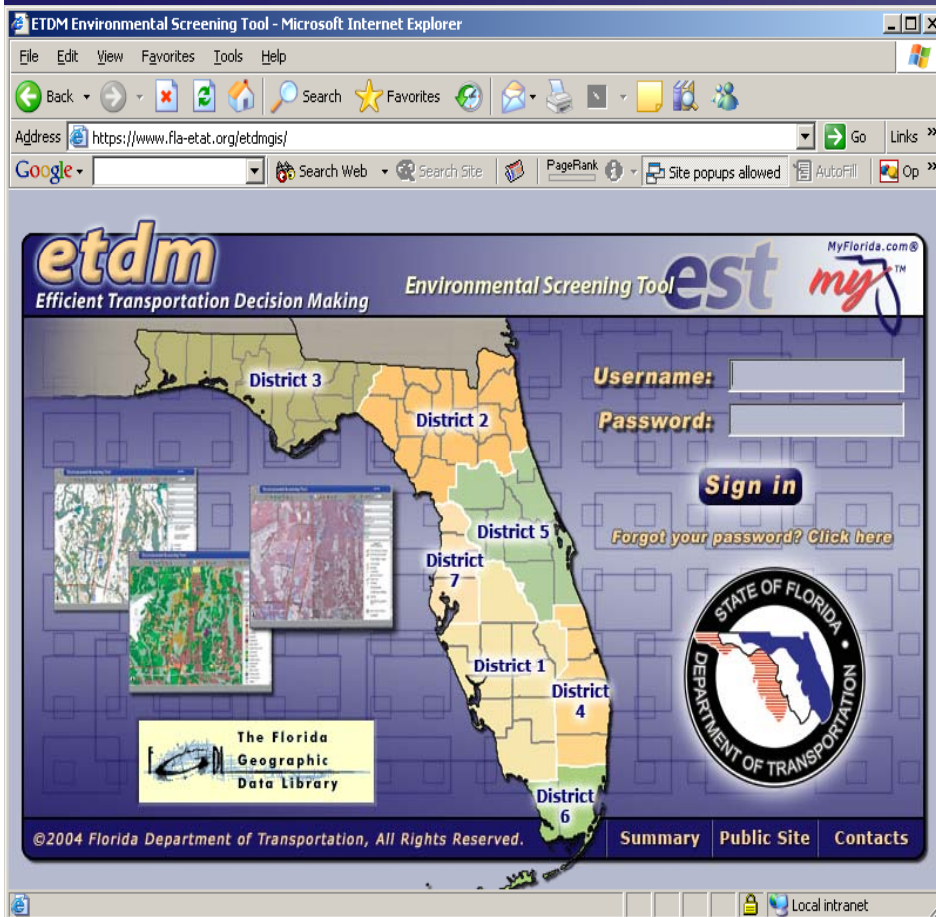 ETDM Environmental Screening Tool - Microsoft Internet Explorer
File Edit View Favorites Tools Help
Back Search Favorites
Address https://www.fla-etat.org/etdmgis/ Go Links »
Google Search Web Search Site PageRank Site popups allowed AutoFill Op »
etdm
Efficient Transportation Decision Making
Environmental Screening Tool est
MyFlorida.com®
my TM
District 3
District 2
District 5
District 7
District 1
District 4
District 6
Username:
Password:
Sign in
Forgot your password? Click here
STATE OF FLORIDA
DEPARTMENT OF TRANSPORTATION
The Florida
Geographic
Data Library
©2004 Florida Department of Transportation, All Rights Reserved.
Summary Public Site Contacts
Local intranet